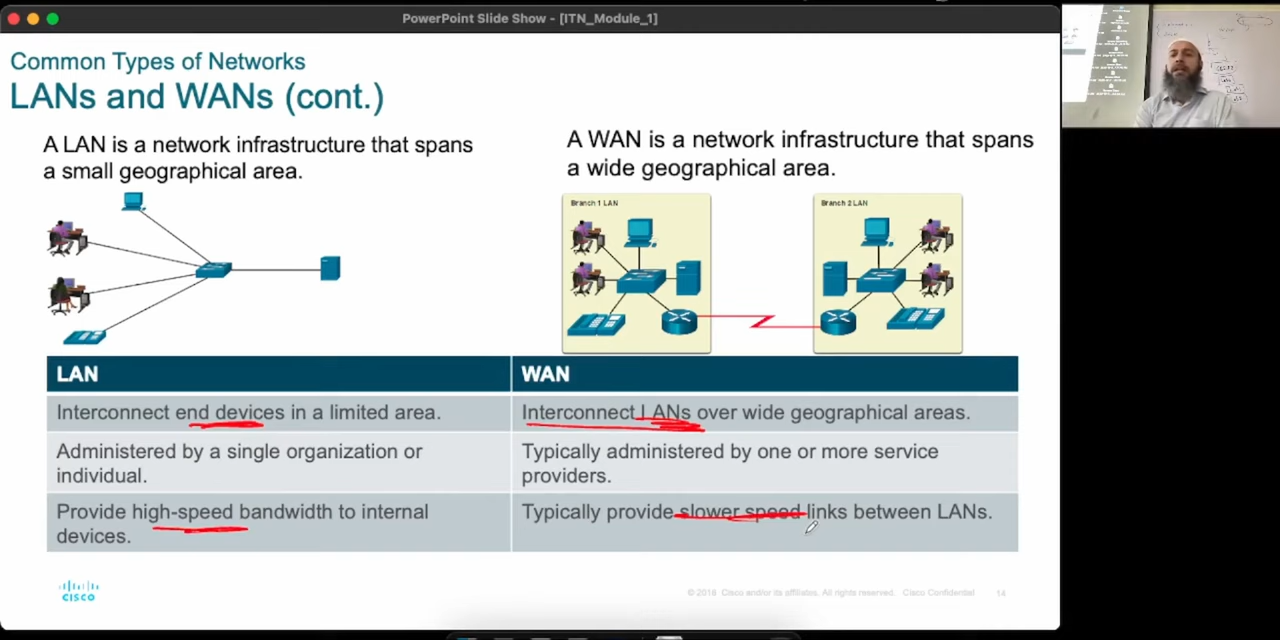 PowerPoint Slide Show - [ITN_Module_1]
Common Types of Networks
LANs and WANs (cont.)
A LAN is a network infrastructure that spans
a small geographical area.
A WAN is a network infrastructure that spans
a wide geographical area.
Branch 1 LAN
Branch 2 LAN
LAN
WAN
Interconnect end devices in a limited area.
Interconnect LANs over wide geographical areas.
Administered by a single organization or
individual.
Typically administered by one or more service
providers.
Provide high-speed bandwidth to internal
devices.
Typically provide slower speed links between LANs.
CISCO
© 2016 Cisco and/or its affiliates. All rights reserved. Cisco Confidential
14